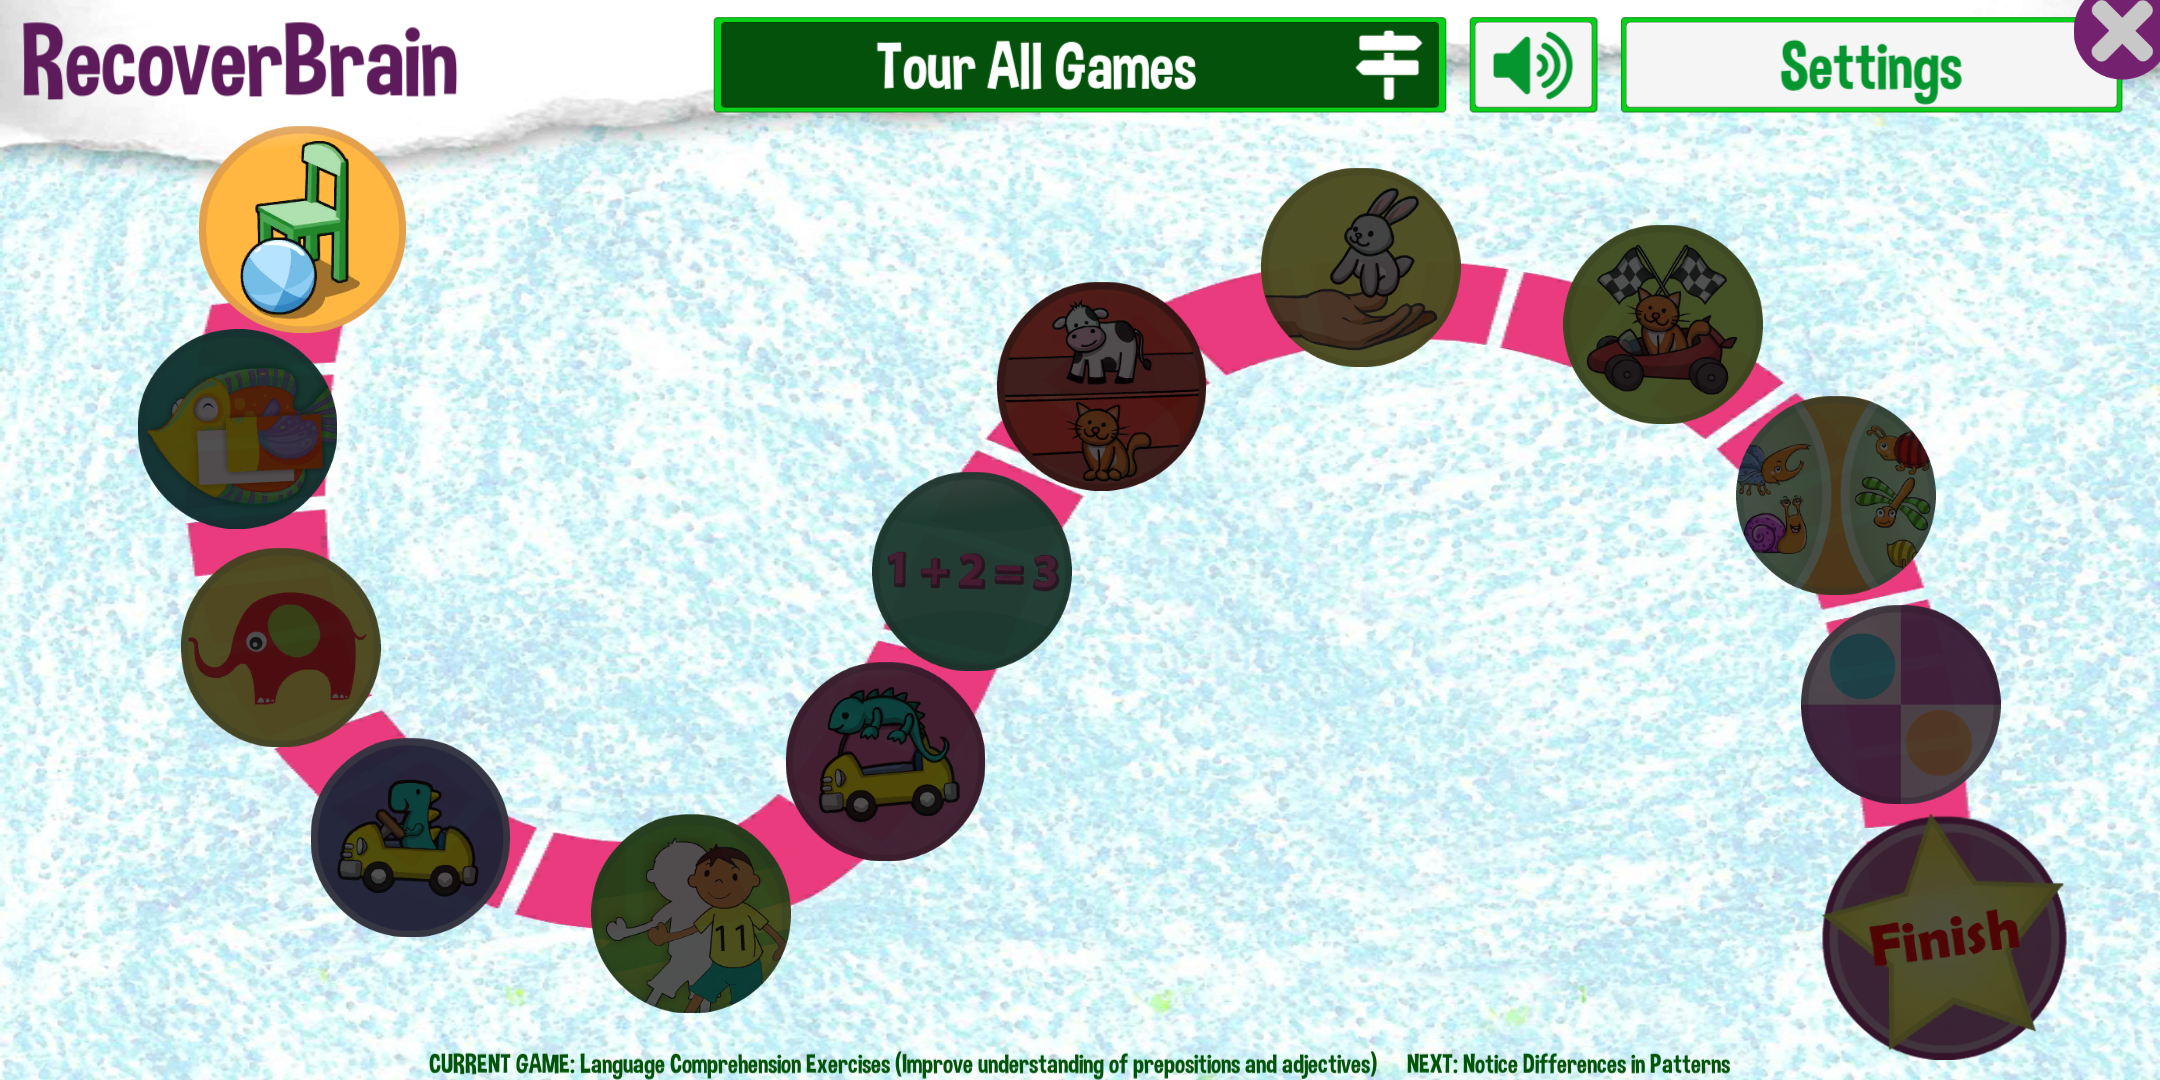 RecoverBrain
Tour All Games
Settings
1+2=3
11
Finish
CURRENT GAME: Language Comprehension Exercises (Improve understanding of prepositions and adjectives) NEXT: Notice Differences in Patterns